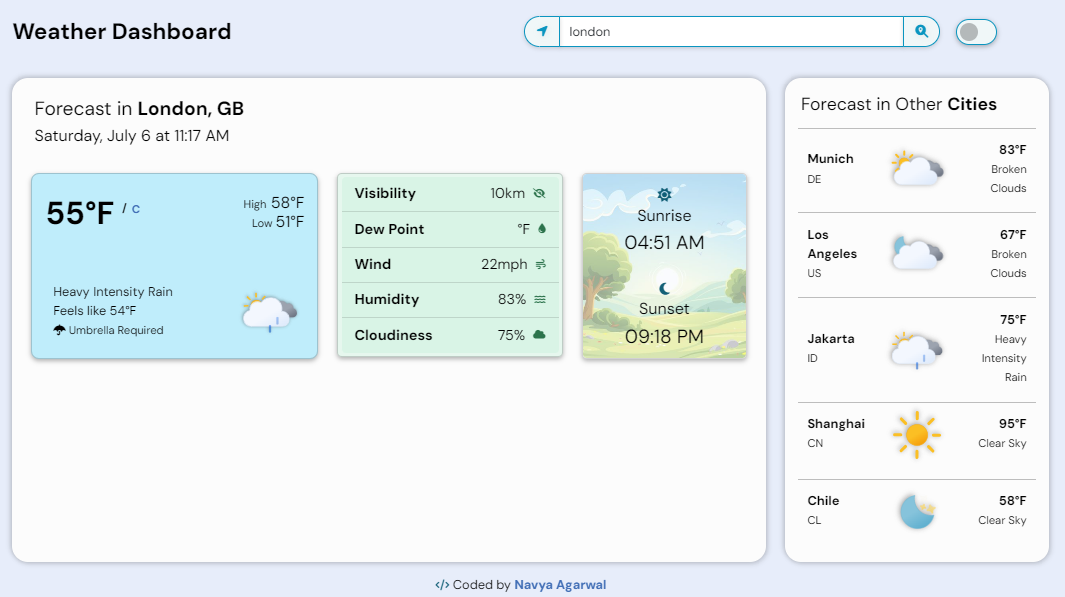 Weather Dashboard
london
Forecast in London, GB
Saturday, July 6 at 11:17 AM
55°F / C
High 58°F
Low 51°F
Heavy Intensity Rain
Feels like 54°F
Umbrella Required
Visibility 10km
Dew Point °F
Wind 22mph
Humidity 83%
Cloudiness 75%
Sunrise
04:51 AM
Sunset
09:18 PM
Forecast in Other Cities
Munich
DE
83°F
Broken
Clouds
Los
Angeles
US
67°F
Broken
Clouds
Jakarta
ID
75°F
Heavy
Intensity
Rain
Shanghai
CN
95°F
Clear Sky
Chile
CL
58°F
Clear Sky
</> Coded by Navya Agarwal